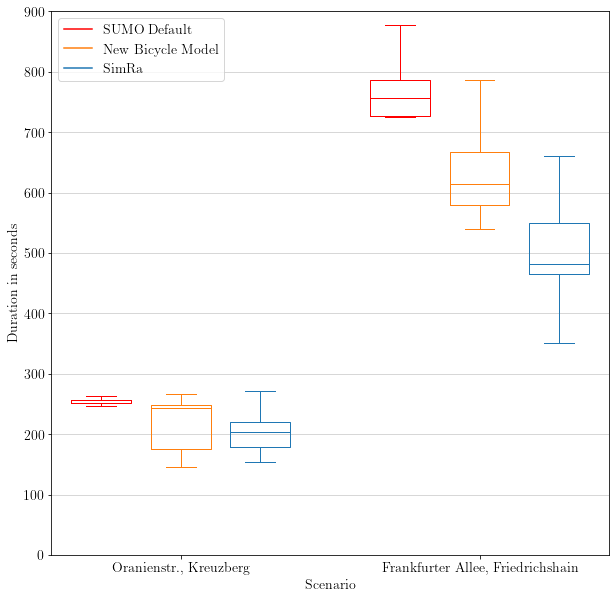 900
800
700
600
500
400
300
200
100
0
Duration in seconds
SUMO Default
New Bicycle Model
SimRa
Oranienstr., Kreuzberg
Frankfurter Allee, Friedrichshain
Scenario